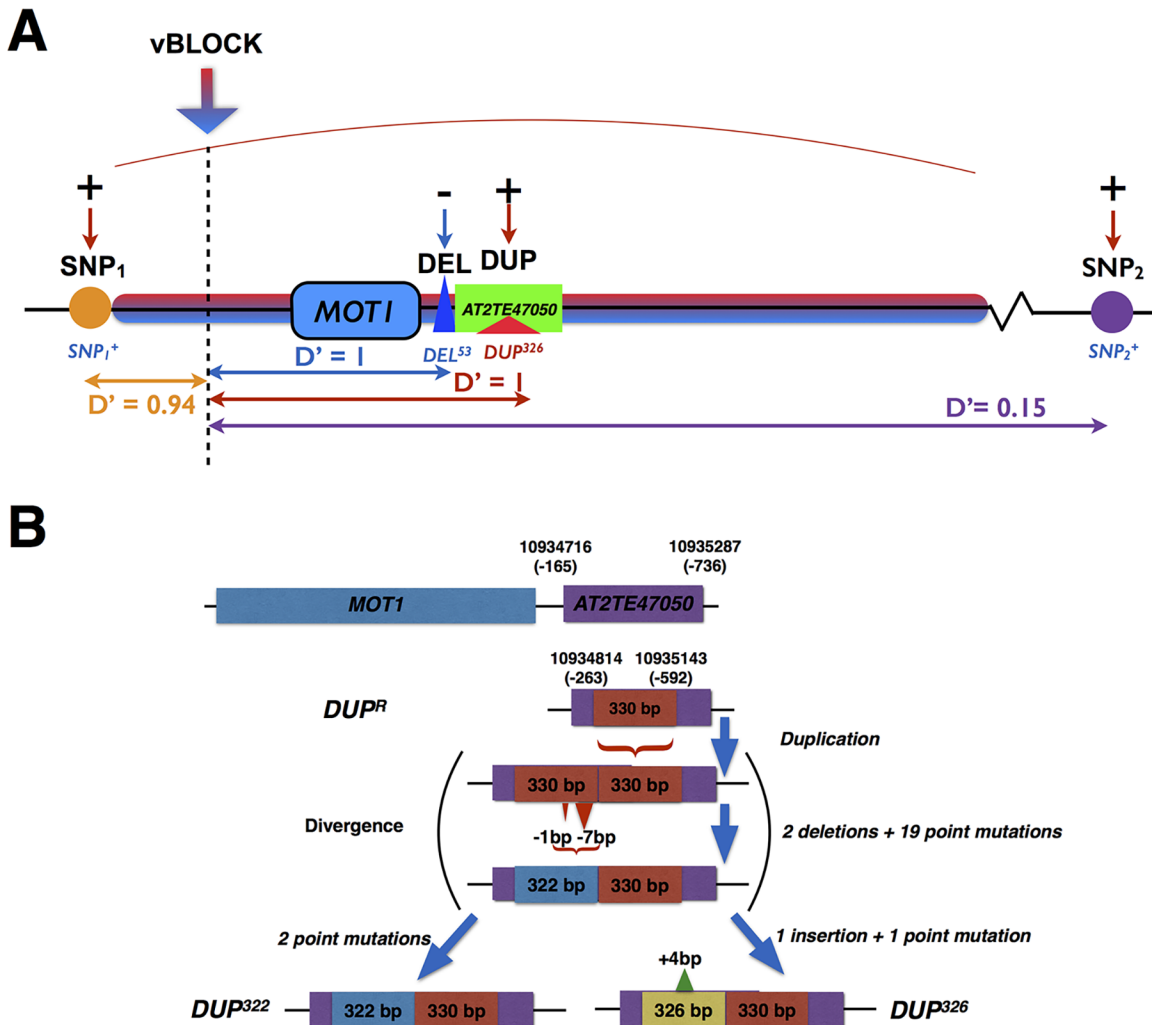 A
vBLOCK
+ - + +
SNP1 DEL DUP SNP2
MOT1 AT2TE47050
SNP1+ DEL53 DUP326 SNP2+
D' = 1
D' = 1
D' = 0.94 D'= 0.15
B
10934716 10935287
(-165) (-736)
MOT1 AT2TE47050
10934814 10935143
(-263) (-592)
DUPR 330 bp
Duplication
330 bp 330 bp
Divergence -1bp -7bp 2 deletions + 19 point mutations
322 bp 330 bp
2 point mutations 1 insertion + 1 point mutation
+4bp
DUP322 322 bp 330 bp 326 bp 330 bp DUP326